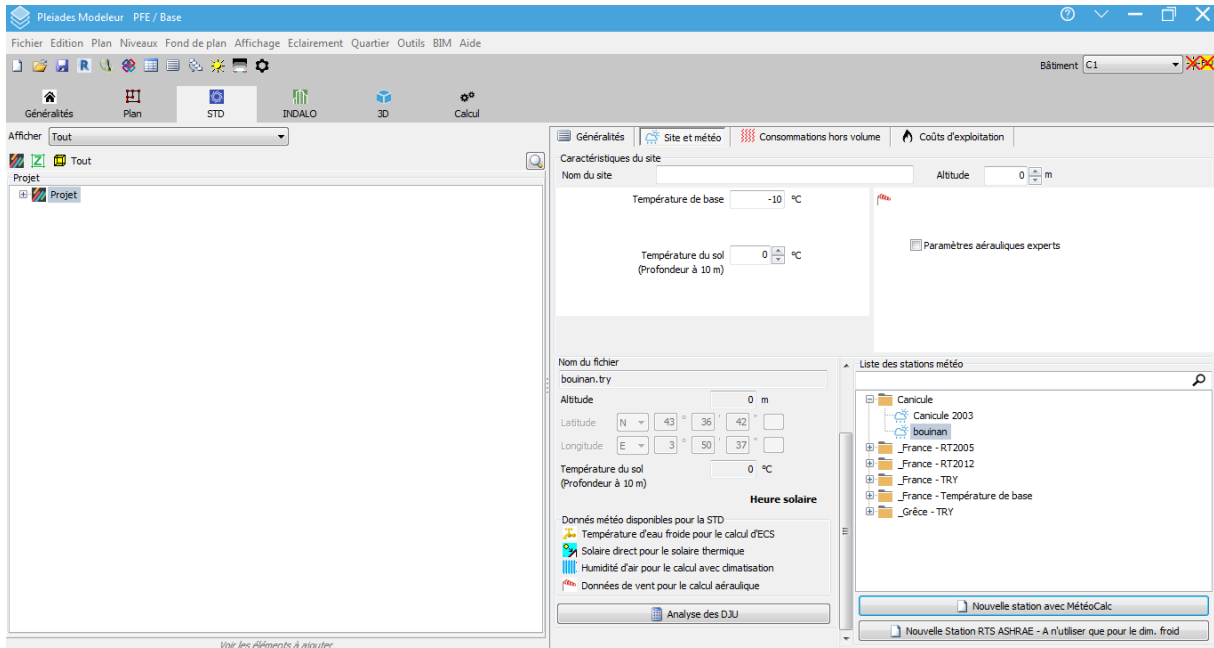 Pleiades Modeleur PFE / Base
Fichier Edition Plan Niveaux Fond de plan Affichage Eclairement Quartier Outils BIM Aide
R
Bâtiment C1
Généralités Plan STD INDALO 3D Calcul
Afficher Tout
Généralités Site et météo Consommations hors volume Coûts d'exploitation
Z Tout
Caractéristiques du site
Projet
Nom du site Altitude 0 m
Projet
Température de base -10 °C
Paramètres aérauliques experts
Température du sol 0 °C
(Profondeur à 10 m)
Nom du fichier
bouinan.try
Altitude 0 m
Latitude N 43 ° 36 ' 42 "
Longitude E 3 ° 50 ' 37 "
Température du sol 0 °C
(Profondeur à 10 m)
Heure solaire
Donnés météo disponibles pour la STD
Température d'eau froide pour le calcul d'ECS
Solaire direct pour le solaire thermique
Humidité d'air pour le calcul avec climatisation
Données de vent pour le calcul aéraulique
Analyse des DJU
Liste des stations météo
Canicule
Canicule 2003
bouinan
_France - RT2005
_France - RT2012
_France - TRY
_France - Température de base
_Grêce - TRY
Nouvelle station avec MétéoCalc
Nouvelle Station RTS ASHRAE - A n'utiliser que pour le dim. froid
Voir les éléments à ajouter